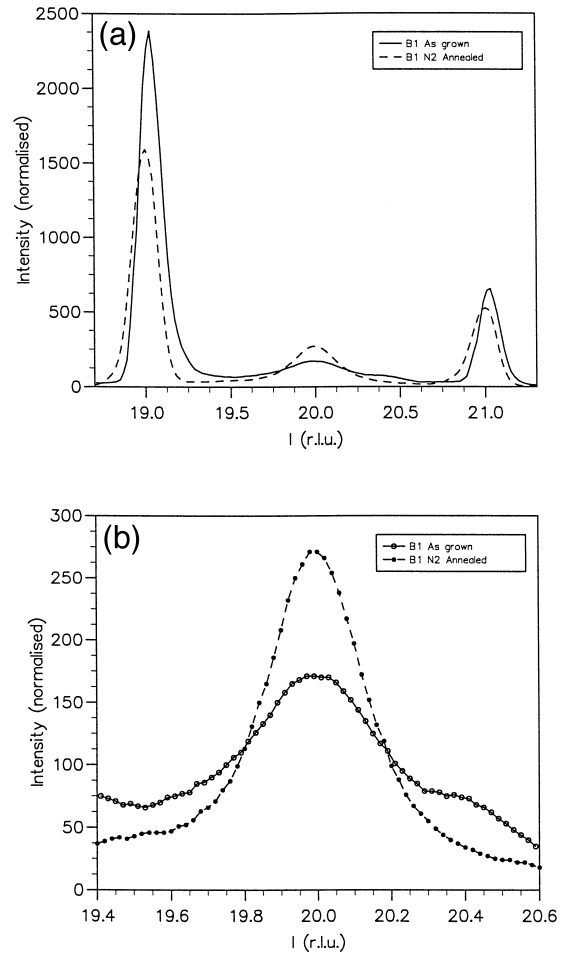 (a)
B1 As grown
B1 N2 Annealed
2500
2000
1500
1000
500
0
Intensity (normalised)
19.0 19.5 20.0 20.5 21.0
l (r.l.u.)
(b)
B1 As grown
B1 N2 Annealed
300
250
200
150
100
50
0
Intensity (normalised)
19.4 19.6 19.8 20.0 20.2 20.4 20.6
l (r.l.u.)